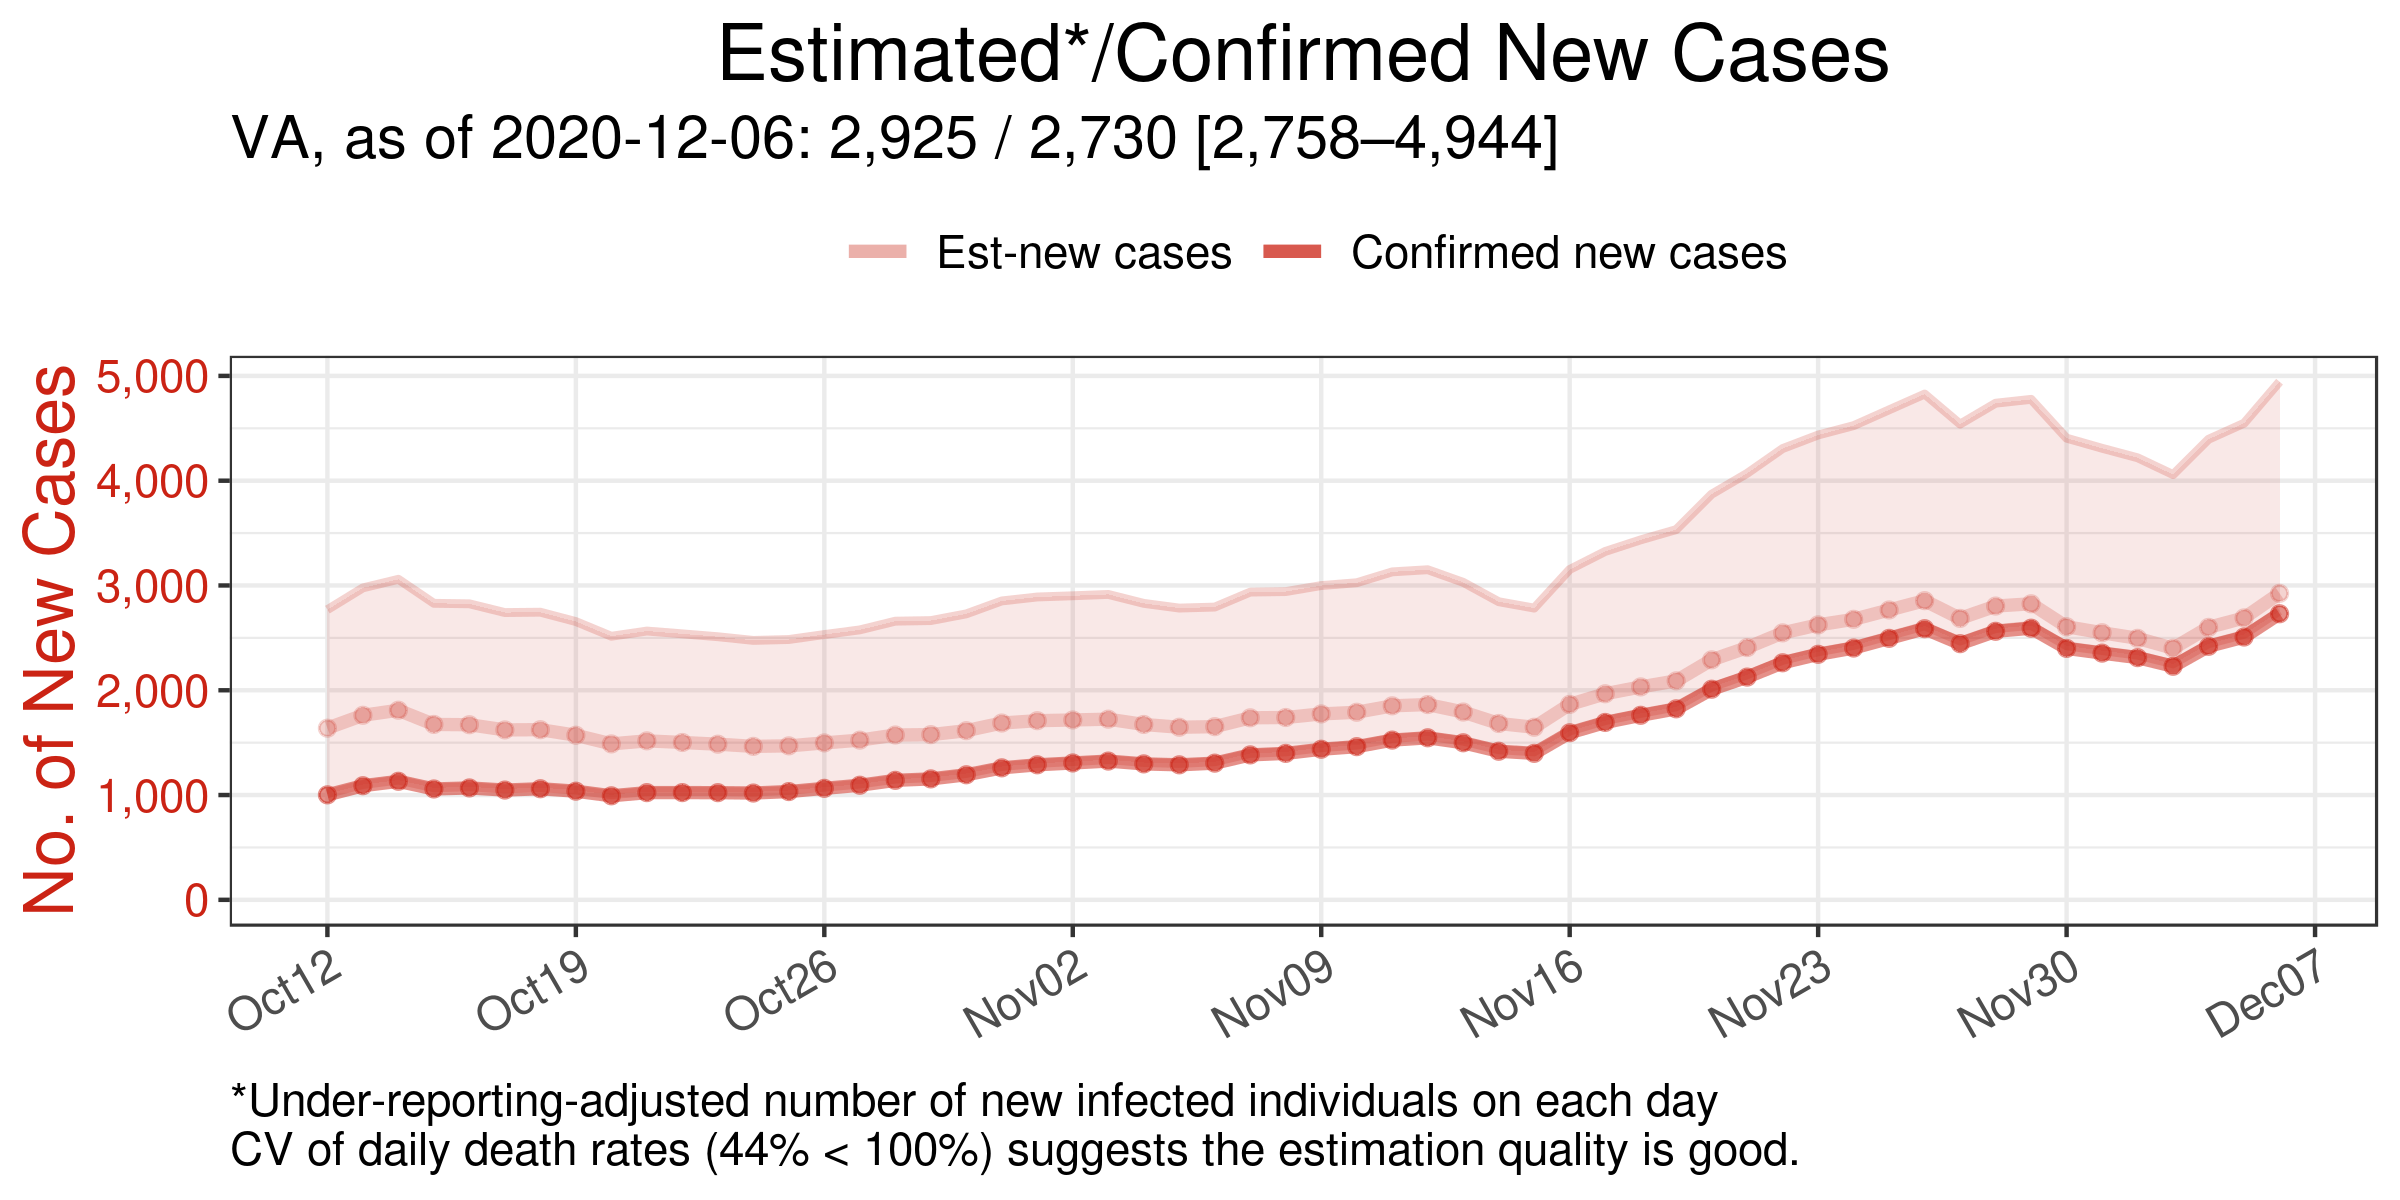 Estimated*/Confirmed New Cases
VA, as of 2020-12-06: 2,925 / 2,730 [2,758–4,944]
Est-new cases Confirmed new cases
No. of New Cases
5,000
4,000
3,000
2,000
1,000
0
Oct12 Oct19 Oct26 Nov02 Nov09 Nov16 Nov23 Nov30 Dec07
*Under-reporting-adjusted number of new infected individuals on each day
CV of daily death rates (44% < 100%) suggests the estimation quality is good.